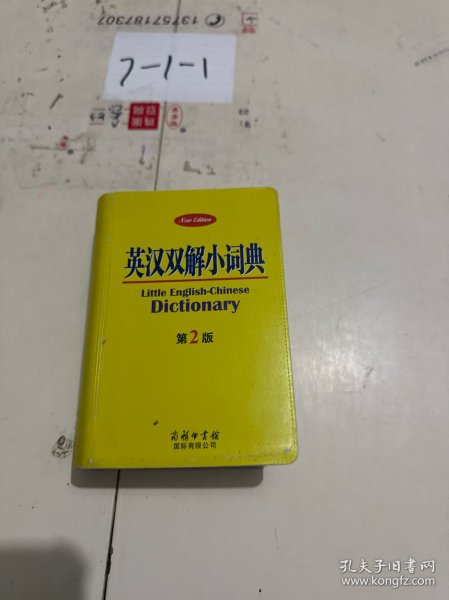 13757187307
7-1-1
New Edition
英汉双解小词典
Little English-Chinese
Dictionary
第2版
商务印书馆
国际有限公司
孔夫子旧书网
www.kongfz.com